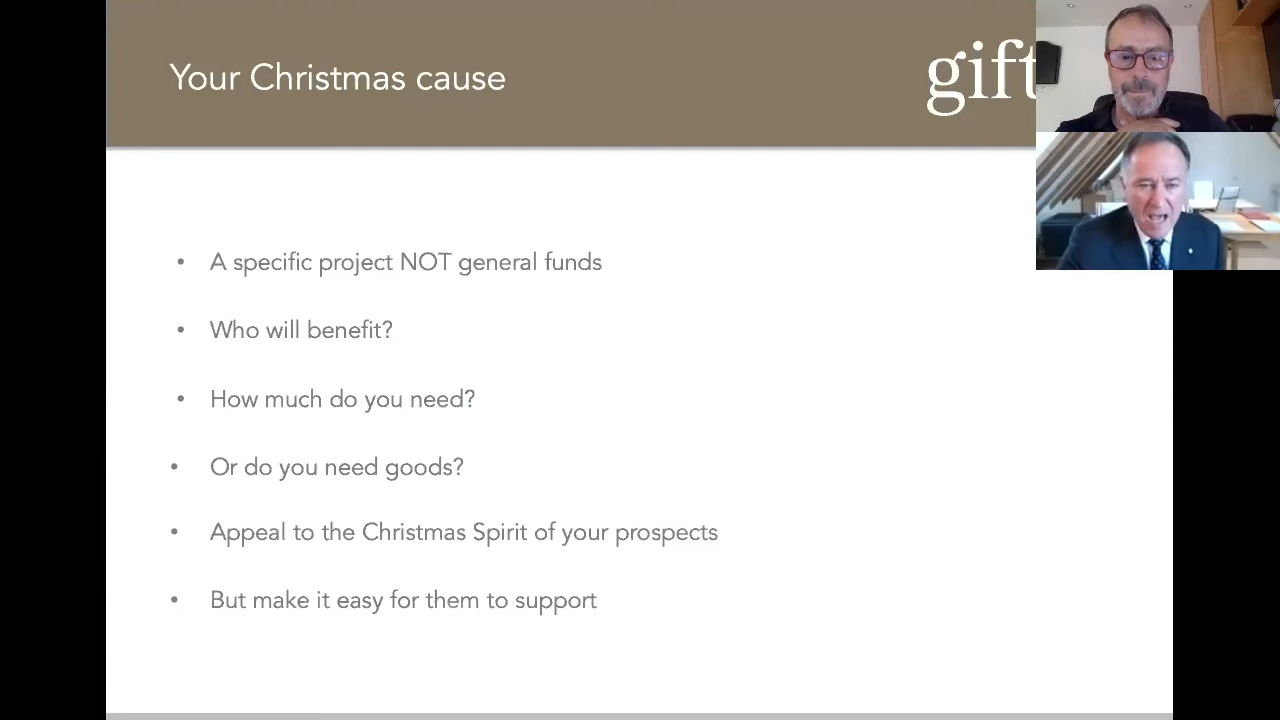 Your Christmas cause
gift
• A specific project NOT general funds
• Who will benefit?
• How much do you need?
• Or do you need goods?
• Appeal to the Christmas Spirit of your prospects
• But make it easy for them to support